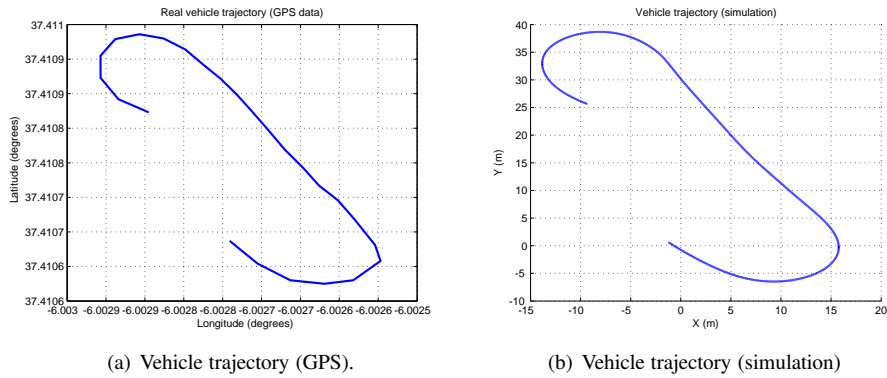 Real vehicle trajectory (GPS data)
37.4111
37.4109
37.4109
37.4108
37.4108
37.4107
37.4107
37.4106
37.4106
Latitude (degrees)
-6.003 -6.0029 -6.0029 -6.0028 -6.0028 -6.0027 -6.0026 -6.0026 -6.0025
Longitude (degrees)
(a) Vehicle trajectory (GPS).
Vehicle trajectory (simulation)
40
35
30
25
20
15
10
5
0
-5
-10
Y (m)
-15 -10 -5 0 5 10 15 20
X (m)
(b) Vehicle trajectory (simulation)